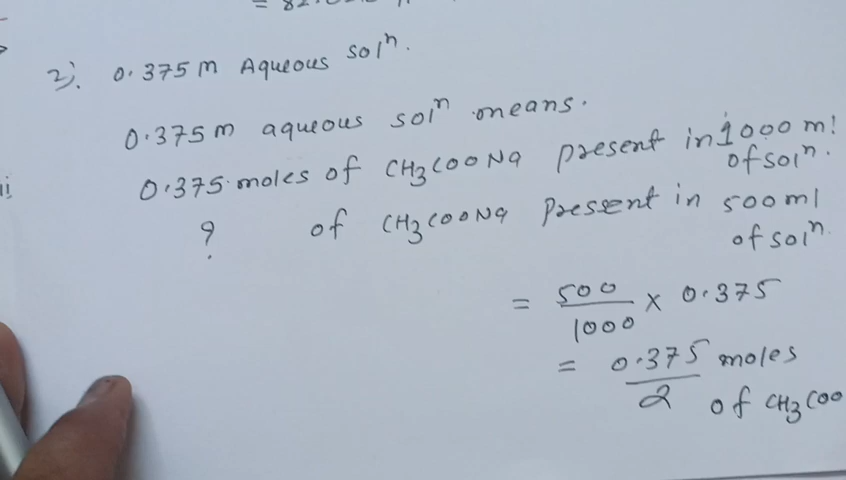 2). 0.375 M Aqueous solⁿ.
0.375 m aqueous solⁿ means.
0.375 moles of CH₃COONa present in 1000 ml
of solⁿ.
? of CH₃COONa Present in 500 ml
of solⁿ.
= 500/1000 x 0.375
= 0.375/2 moles
of CH₃COO